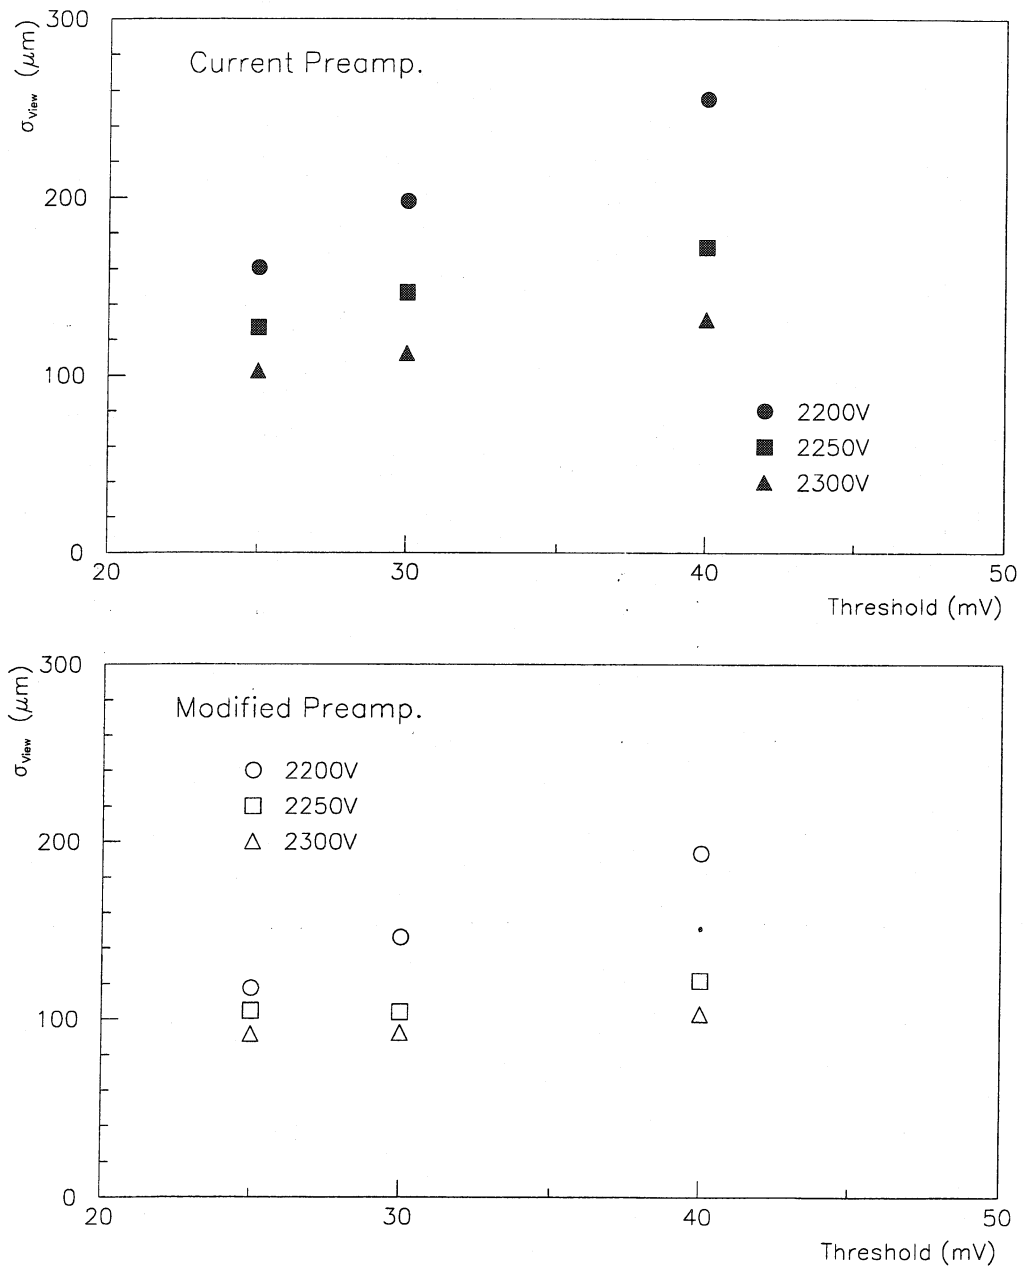 300
σView (μm)
Current Preamp.
200
100
2200V
2250V
2300V
0
20 30 40 50
Threshold (mV)
300
σView (μm)
Modified Preamp.
2200V
2250V
2300V
200
100
0
20 30 40 50
Threshold (mV)